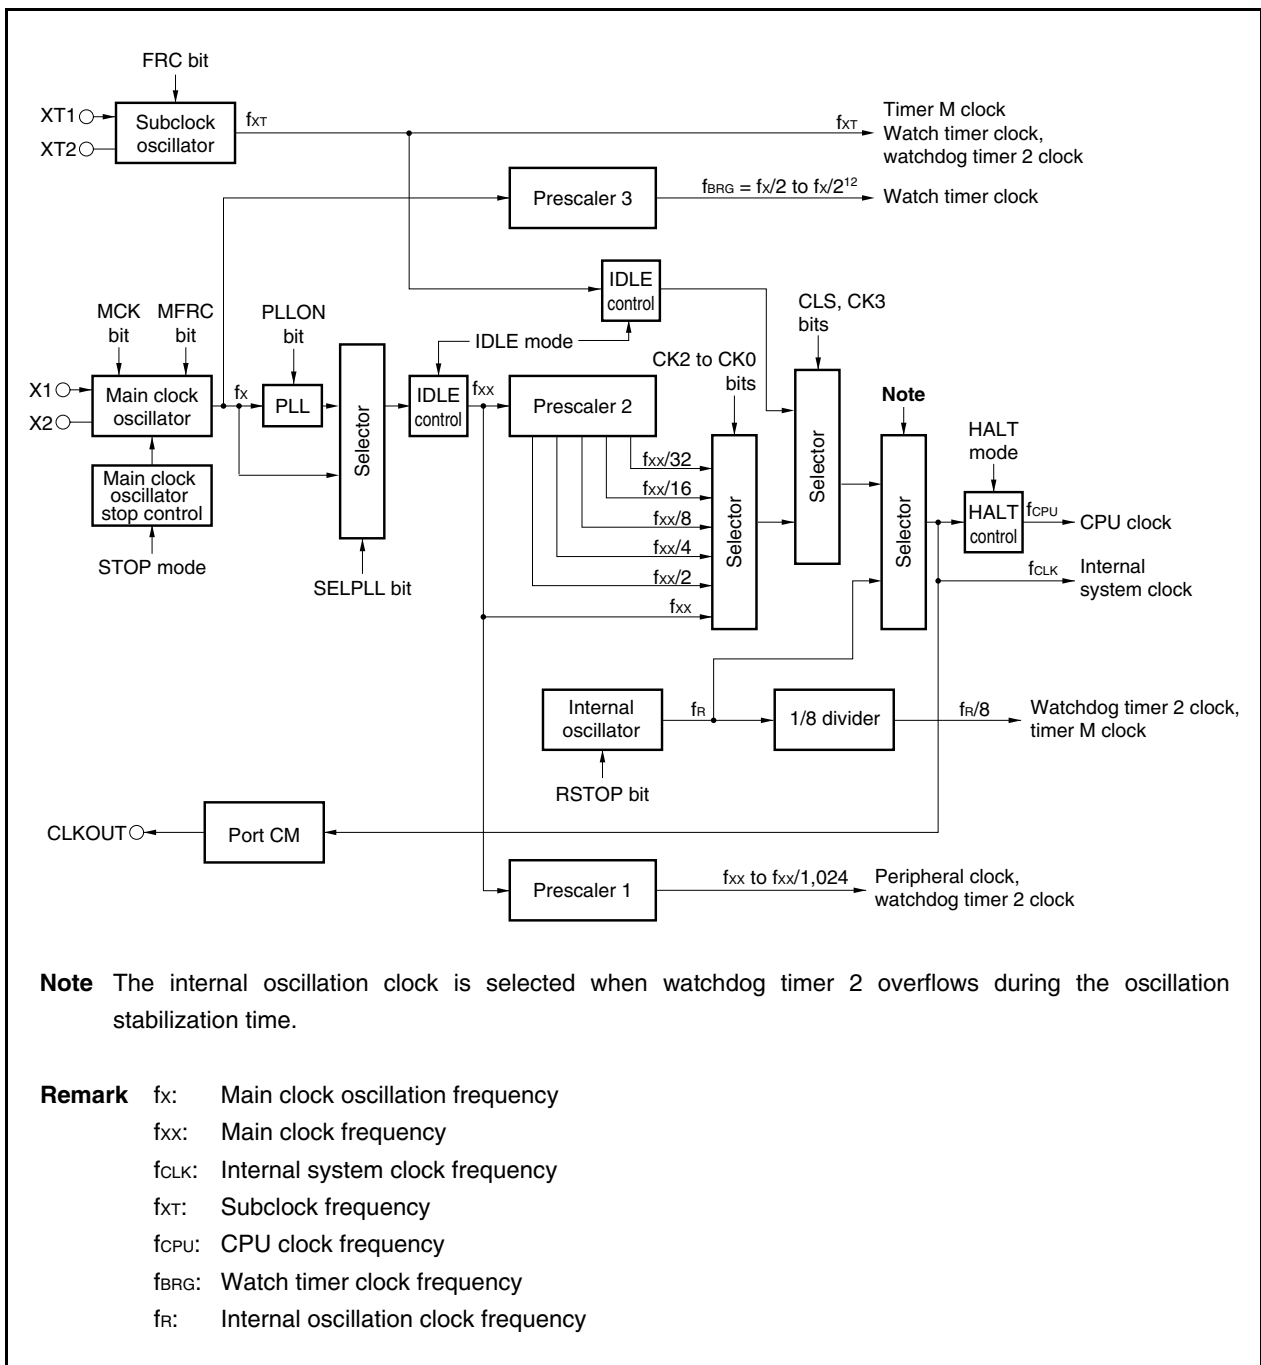 FRC bit
XT1
XT2
Subclock
oscillator
fXT
fXT
Timer M clock
Watch timer clock,
watchdog timer 2 clock
Prescaler 3
fBRG = fX/2 to fX/2¹²
Watch timer clock
IDLE
control
MCK
bit
MFRC
bit
PLLON
bit
IDLE mode
CLS, CK3
bits
CK2 to CK0
bits
X1
X2
Main clock
oscillator
fX
PLL
Selector
IDLE
control
fXX
Prescaler 2
Note
HALT
mode
Main clock
oscillator
stop control
STOP mode
SELPLL bit
fXX/32
fXX/16
fXX/8
fXX/4
fXX/2
fXX
Selector
Selector
Selector
HALT
control
fCPU
CPU clock
fCLK
Internal
system clock
Internal
oscillator
fR
1/8 divider
fR/8
Watchdog timer 2 clock,
timer M clock
RSTOP bit
CLKOUT
Port CM
Prescaler 1
fXX to fXX/1,024
Peripheral clock,
watchdog timer 2 clock
Note The internal oscillation clock is selected when watchdog timer 2 overflows during the oscillation
stabilization time.
Remark fX: Main clock oscillation frequency
fXX: Main clock frequency
fCLK: Internal system clock frequency
fXT: Subclock frequency
fCPU: CPU clock frequency
fBRG: Watch timer clock frequency
fR: Internal oscillation clock frequency